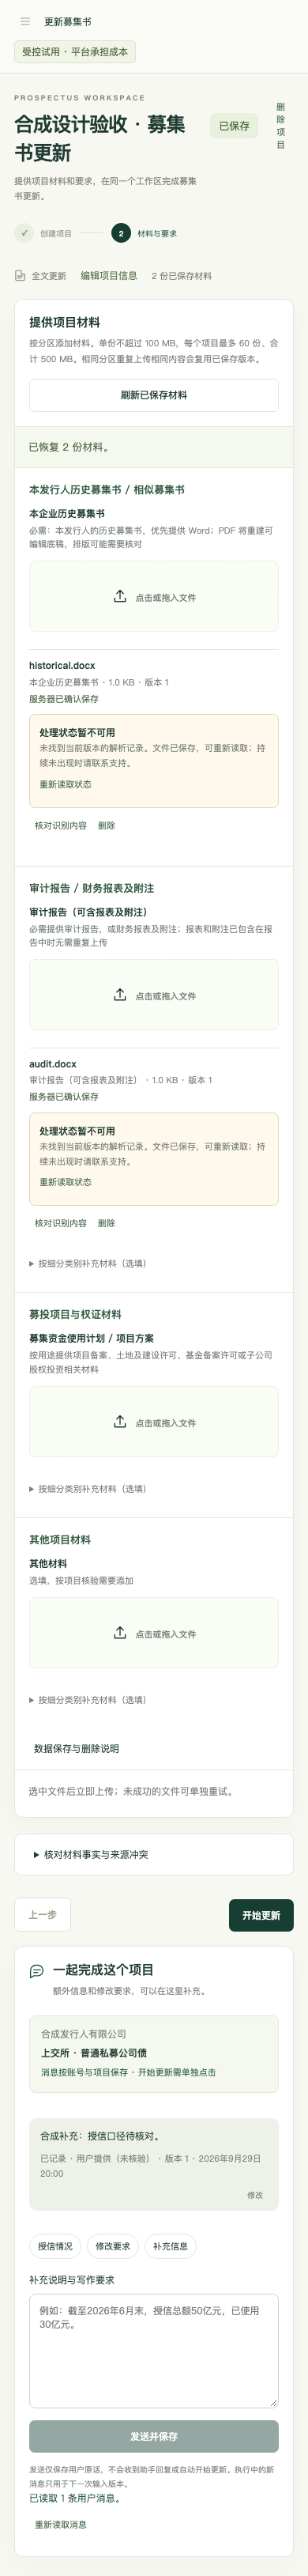 更新募集书
受控试用 · 平台承担成本
PROSPECTUS WORKSPACE
合成设计验收 · 募集
书更新
已保存
删
除
项
目
提供项目材料和要求，在同一个工作区完成募集
书更新。
✓ 创建项目 2 材料与要求
全文更新 编辑项目信息 2 份已保存材料
提供项目材料
按分区添加材料。单份不超过 100 MB，每个项目最多 60 份、合
计 500 MB。相同分区重复上传相同内容会复用已保存版本。
刷新已保存材料
已恢复 2 份材料。
本发行人历史募集书 / 相似募集书
本企业历史募集书
必需：本发行人的历史募集书，优先提供 Word；PDF 将重建可
编辑底稿，排版可能需要核对
点击或拖入文件
historical.docx
本企业历史募集书 · 1.0 KB · 版本 1
服务器已确认保存
处理状态暂不可用
未找到当前版本的解析记录。文件已保存，可重新读取；持
续未出现时请联系支持。
重新读取状态
核对识别内容 删除
审计报告 / 财务报表及附注
审计报告（可含报表及附注）
必需提供审计报告，或财务报表及附注；报表和附注已包含在报
告中时无需重复上传
点击或拖入文件
audit.docx
审计报告（可含报表及附注） · 1.0 KB · 版本 1
服务器已确认保存
处理状态暂不可用
未找到当前版本的解析记录。文件已保存，可重新读取；持
续未出现时请联系支持。
重新读取状态
核对识别内容 删除
▶ 按细分类别补充材料（选填）
募投项目与权证材料
募集资金使用计划 / 项目方案
按用途提供项目备案、土地及建设许可、基金备案许可或子公司
股权投资相关材料
点击或拖入文件
▶ 按细分类别补充材料（选填）
其他项目材料
其他材料
选填，按项目核验需要添加
点击或拖入文件
▶ 按细分类别补充材料（选填）
数据保存与删除说明
选中文件后立即上传；未成功的文件可单独重试。
▶ 核对材料事实与来源冲突
上一步
开始更新
一起完成这个项目
额外信息和修改要求，可以在这里补充。
合成发行人有限公司
上交所 · 普通私募公司债
消息按账号与项目保存 · 开始更新需单独点击
合成补充：授信口径待核对。
已记录 · 用户提供（未核验） · 版本 1 · 2026年9月29日
20:00
修改
授信情况 修改要求 补充信息
补充说明与写作要求
例如：截至2026年6月末，授信总额50亿元，已使用
30亿元。
发送并保存
发送仅保存用户原话，不会收到助手回复或自动开始更新。执行中的新
消息只用于下一次输入版本。
已读取 1 条用户消息。
重新读取消息